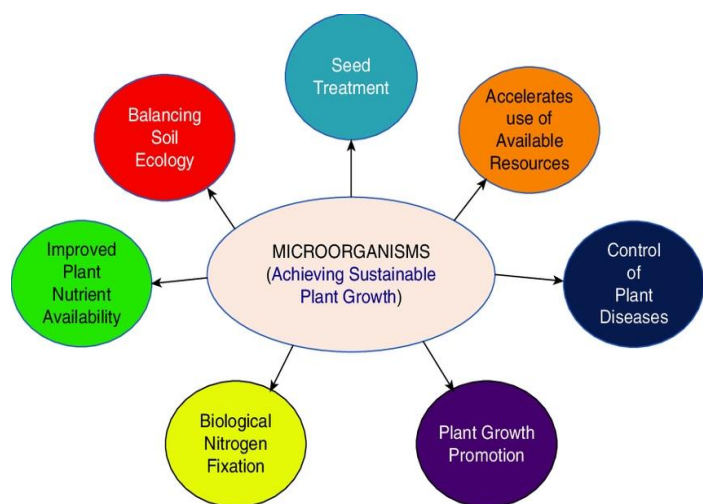 Seed
Treatment
Accelerates
use of
Available
Resources
Control
of
Plant
Diseases
Plant Growth
Promotion
Biological
Nitrogen
Fixation
Improved
Plant
Nutrient
Availability
Balancing
Soil
Ecology
MICROORGANISMS
(Achieving Sustainable
Plant Growth)